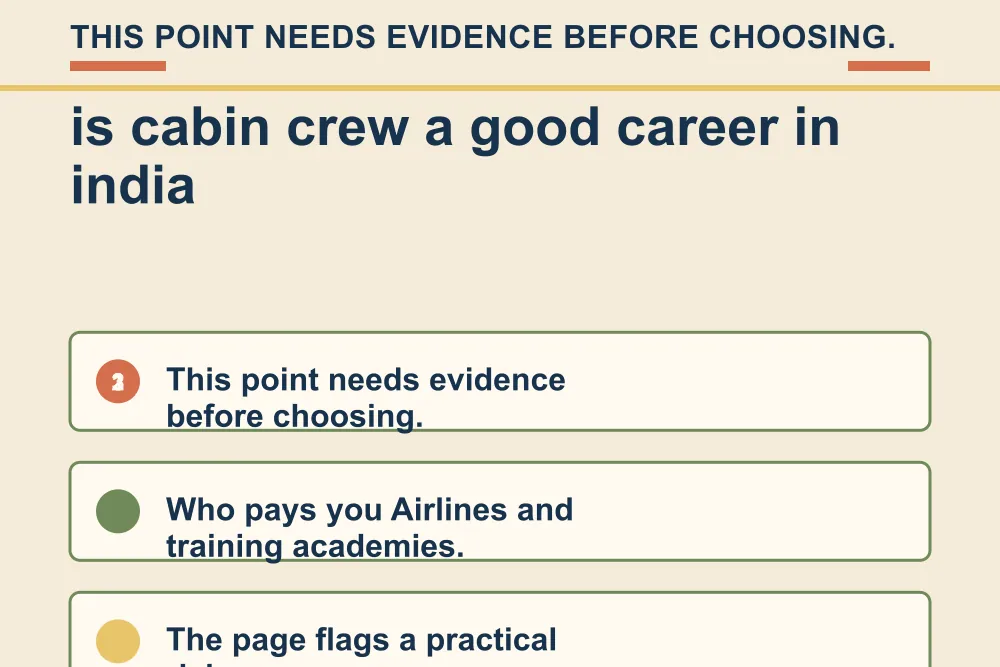 THIS POINT NEEDS EVIDENCE BEFORE CHOOSING.
is cabin crew a good career in
india
This point needs evidence
before choosing.
Who pays you Airlines and
training academies.
The page flags a practical